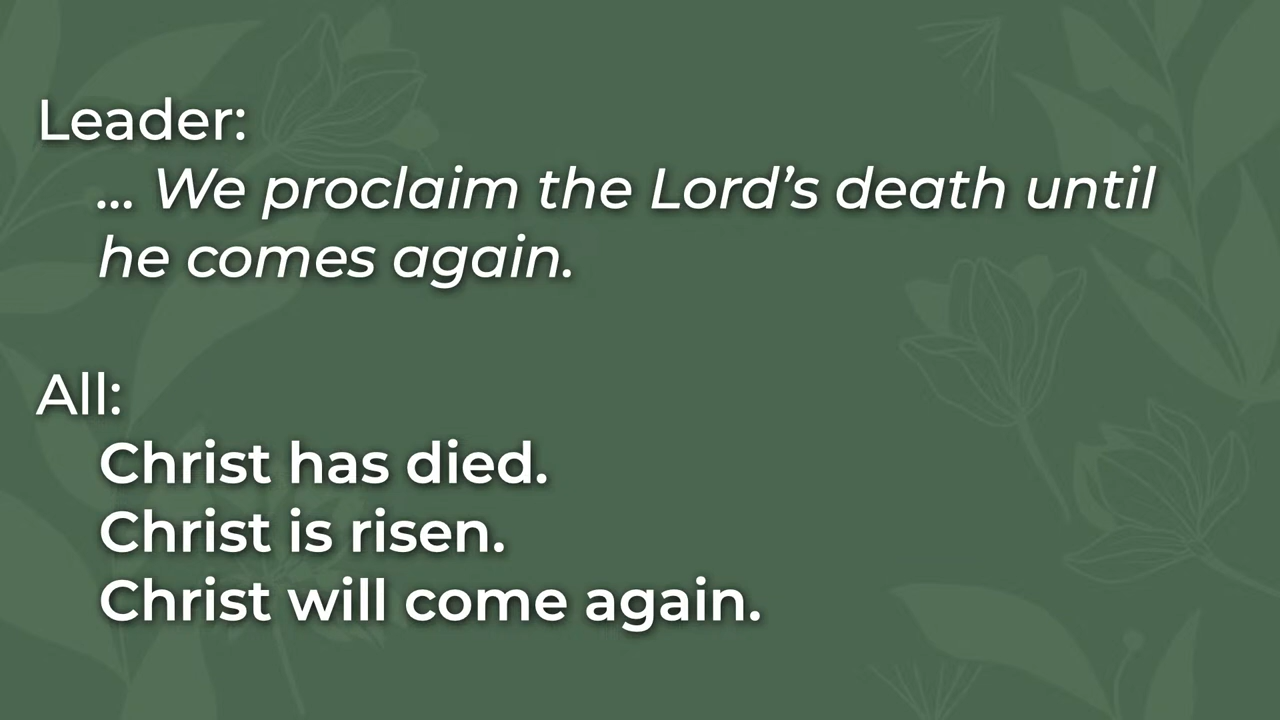 Leader:
... We proclaim the Lord’s death until
he comes again.
All:
Christ has died.
Christ is risen.
Christ will come again.